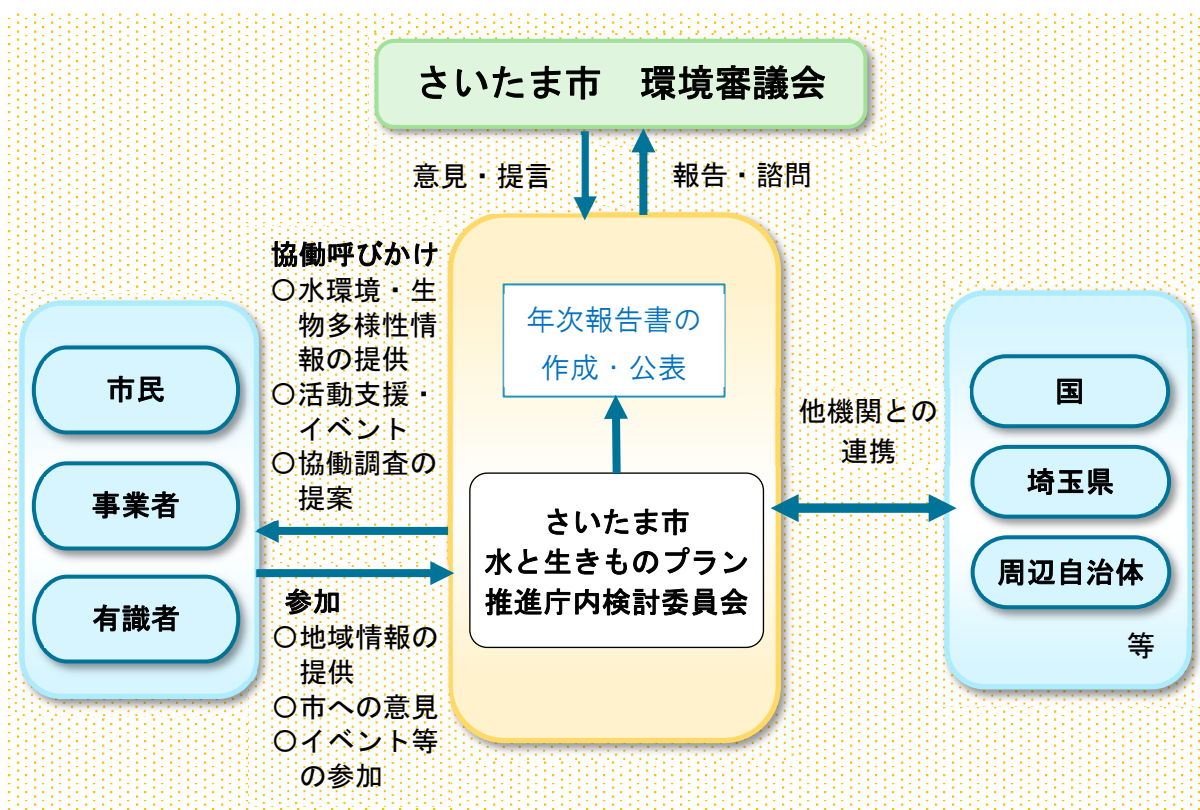 さいたま市　環境審議会
意見・提言
報告・諮問
協働呼びかけ
○水環境・生
物多様性情
報の提供
○活動支援・
イベント
○協働調査の
提案
市民
事業者
有識者
参加
○地域情報の
提供
○市への意見
○イベント等
の参加
年次報告書の
作成・公表
さいたま市
水と生きものプラン
推進庁内検討委員会
他機関との
連携
国
埼玉県
周辺自治体
等